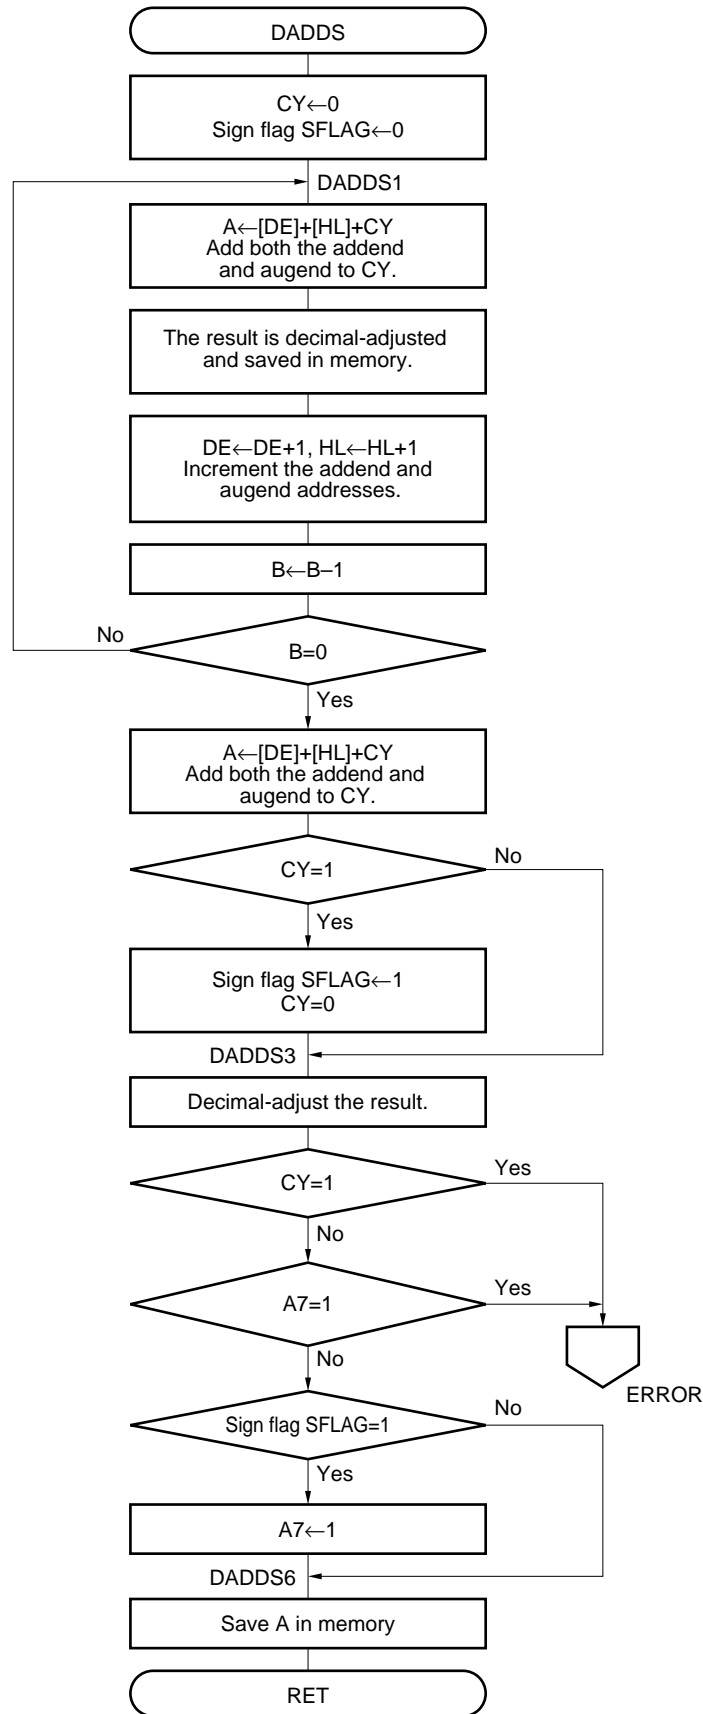 DADDS
CY←0
Sign flag SFLAG←0
DADDS1
A←[DE]+[HL]+CY
Add both the addend
and augend to CY.
The result is decimal-adjusted
and saved in memory.
DE←DE+1, HL←HL+1
Increment the addend and
augend addresses.
B←B–1
No
B=0
Yes
A←[DE]+[HL]+CY
Add both the addend and
augend to CY.
CY=1
No
Yes
Sign flag SFLAG←1
CY=0
DADDS3
Decimal-adjust the result.
CY=1
Yes
No
A7=1
Yes
No
ERROR
Sign flag SFLAG=1
No
Yes
A7←1
DADDS6
Save A in memory
RET